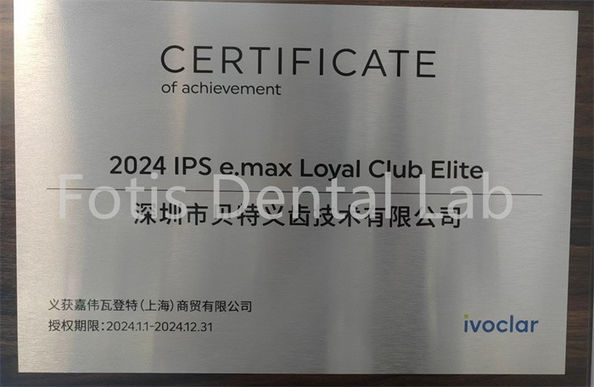 CERTIFICATE
of achievement
2024 IPS e.max Loyal Club Elite
Fotis Dental Lab
深圳市贝特义齿技术有限公司
义获嘉伟瓦登特(上海)商贸有限公司
授权期限:2024.1.1-2024.12.31
ivoclar